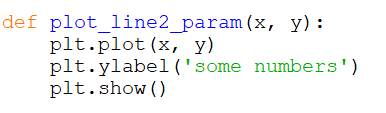 def plot_line2_param(x, y):
    plt.plot(x, y)
    plt.ylabel('some numbers')
    plt.show()